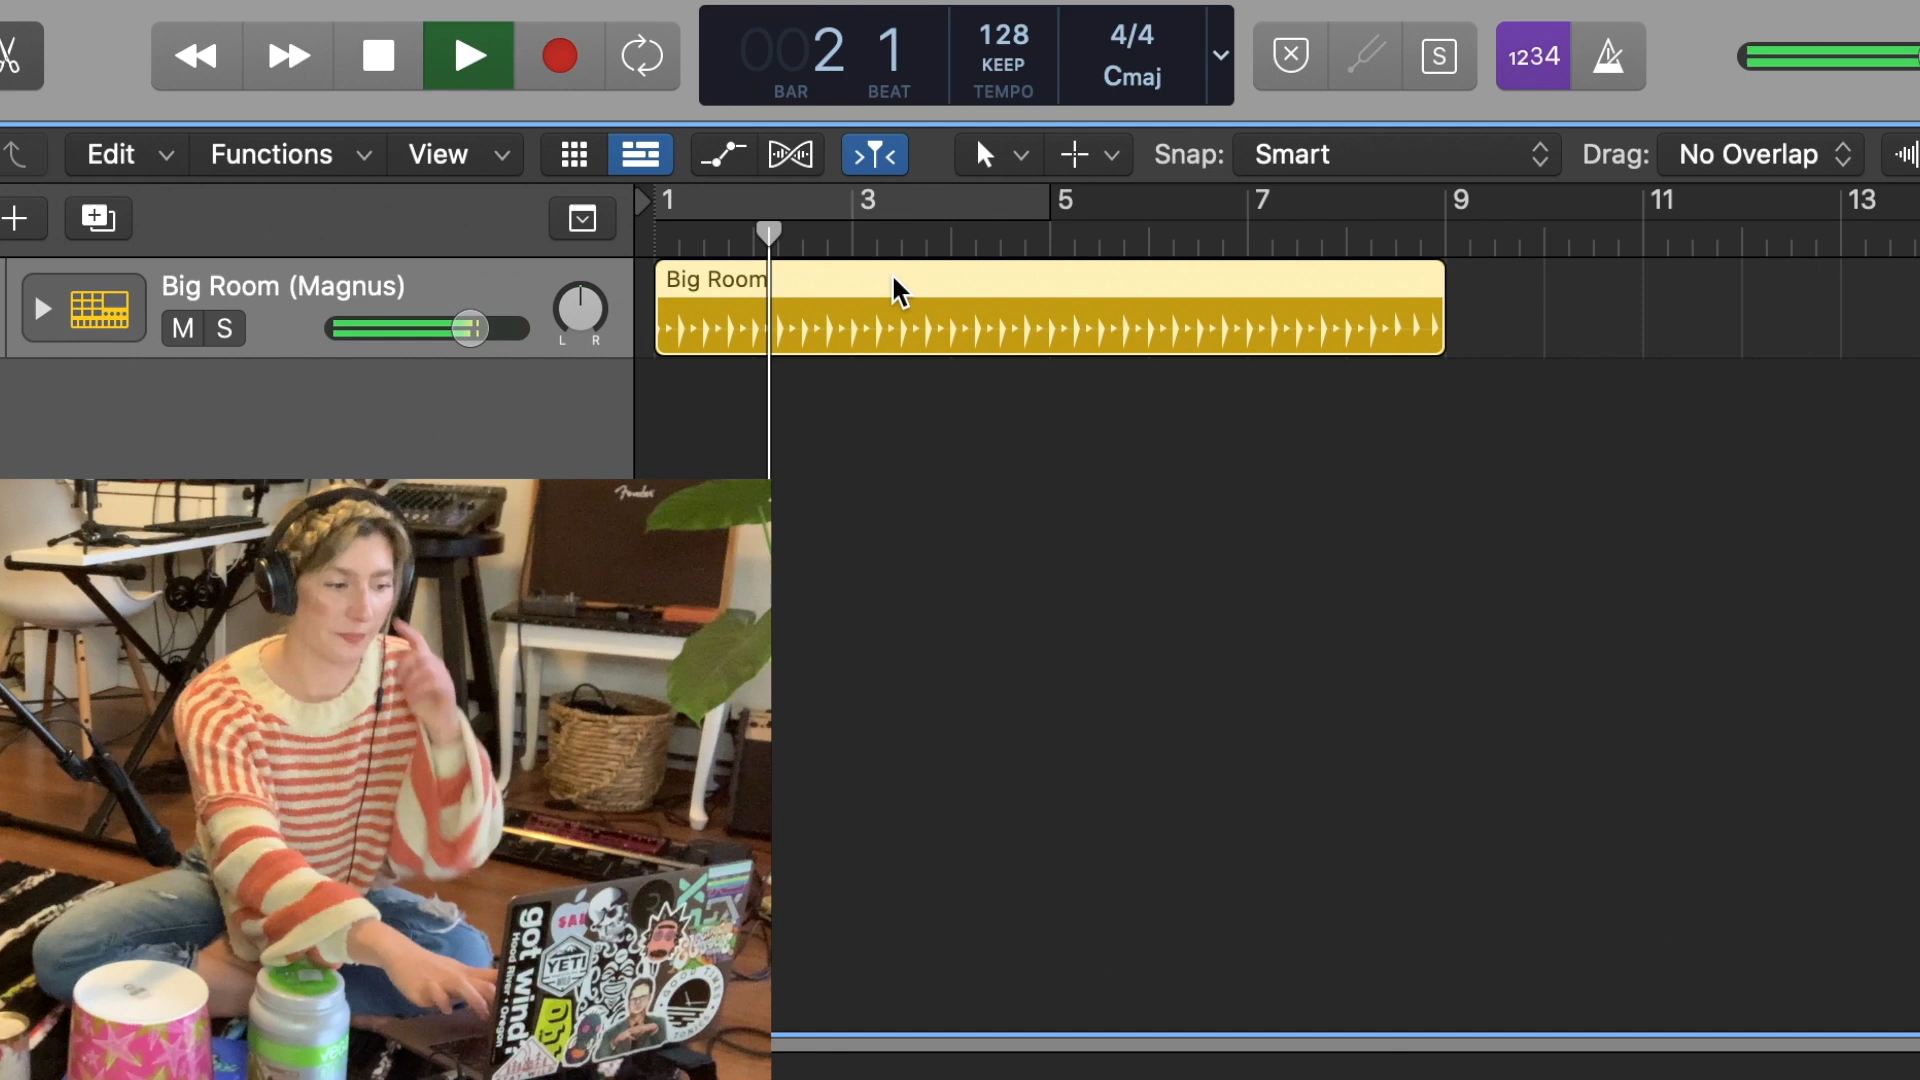 002 1
BAR BEAT
128
KEEP
TEMPO
4/4
Cmaj
S
1234
Edit Functions View Snap: Smart Drag: No Overlap
1 3 5 7 9 11 13
Big Room (Magnus)
M S
L R
Big Room
Fender
got wind?
Hood River • Oregon
YETI
GOOD TIMES